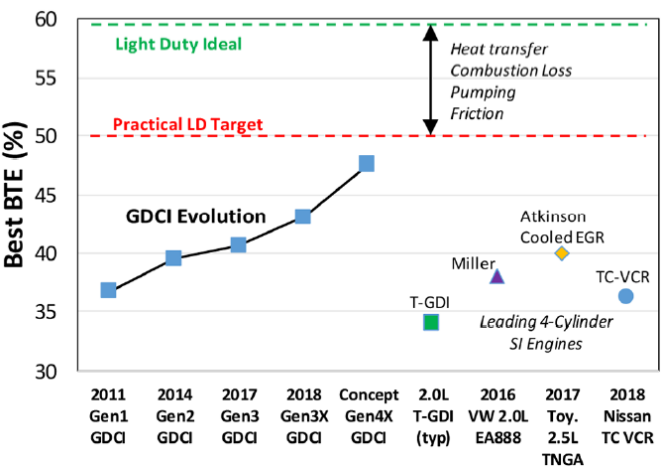 Best BTE (%)
60
55
50
45
40
35
30
Light Duty Ideal
Heat transfer
Combustion Loss
Pumping
Friction
Practical LD Target
GDCI Evolution
T-GDI
Miller
Atkinson
Cooled EGR
TC-VCR
Leading 4-Cylinder
SI Engines
2011
Gen1
GDCI
2014
Gen2
GDCI
2017
Gen3
GDCI
2018
Gen3X
GDCI
Concept
Gen4X
GDCI
2.0L
T-GDI
(typ)
2016
VW 2.0L
EA888
2017
Toy.
2.5L
TNGA
2018
Nissan
TC VCR